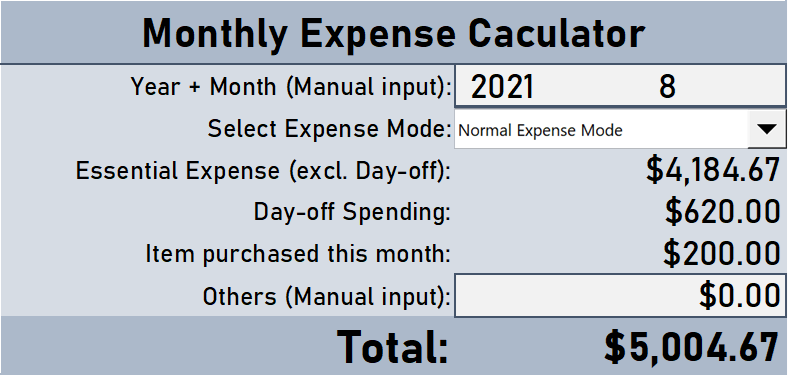 Monthly Expense Caculator
Year + Month (Manual input): 2021 8
Select Expense Mode: Normal Expense Mode
Essential Expense (excl. Day-off): $4,184.67
Day-off Spending: $620.00
Item purchased this month: $200.00
Others (Manual input): $0.00
Total: $5,004.67